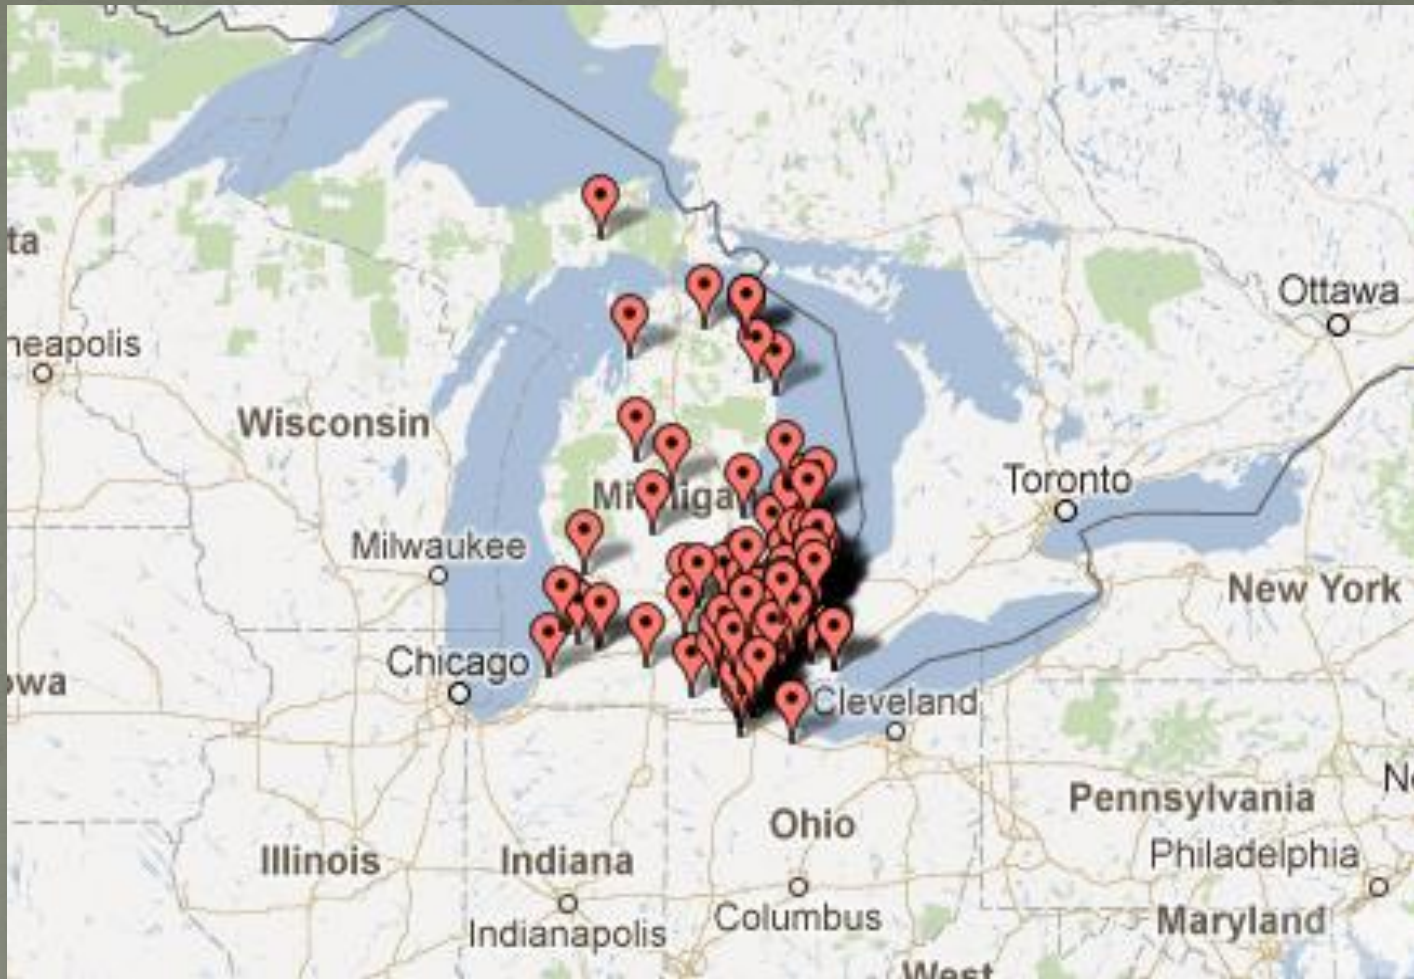 ta
Ottawa
neapolis
Wisconsin
Toronto
Michigan
Milwaukee
New York
Chicago
owa
Cleveland
Pennsylvania
Ohio
Illinois
Indiana
Philadelphia
Columbus
Maryland
Indianapolis
West